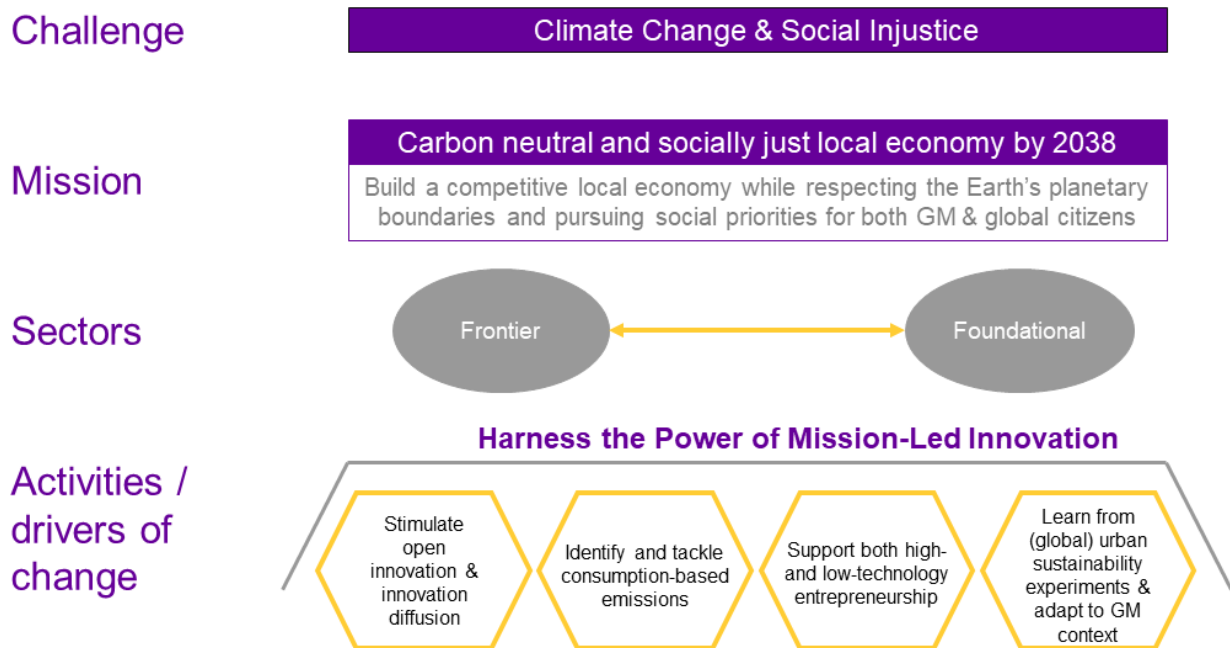 Challenge
Climate Change & Social Injustice
Mission
Carbon neutral and socially just local economy by 2038
Build a competitive local economy while respecting the Earth's planetary
boundaries and pursuing social priorities for both GM & global citizens
Sectors
Frontier
Foundational
Harness the Power of Mission-Led Innovation
Activities /
drivers of
change
Stimulate
open
innovation &
innovation
diffusion
Identify and tackle
consumption-based
emissions
Support both high-
and low-technology
entrepreneurship
Learn from
(global) urban
sustainability
experiments &
adapt to GM
context